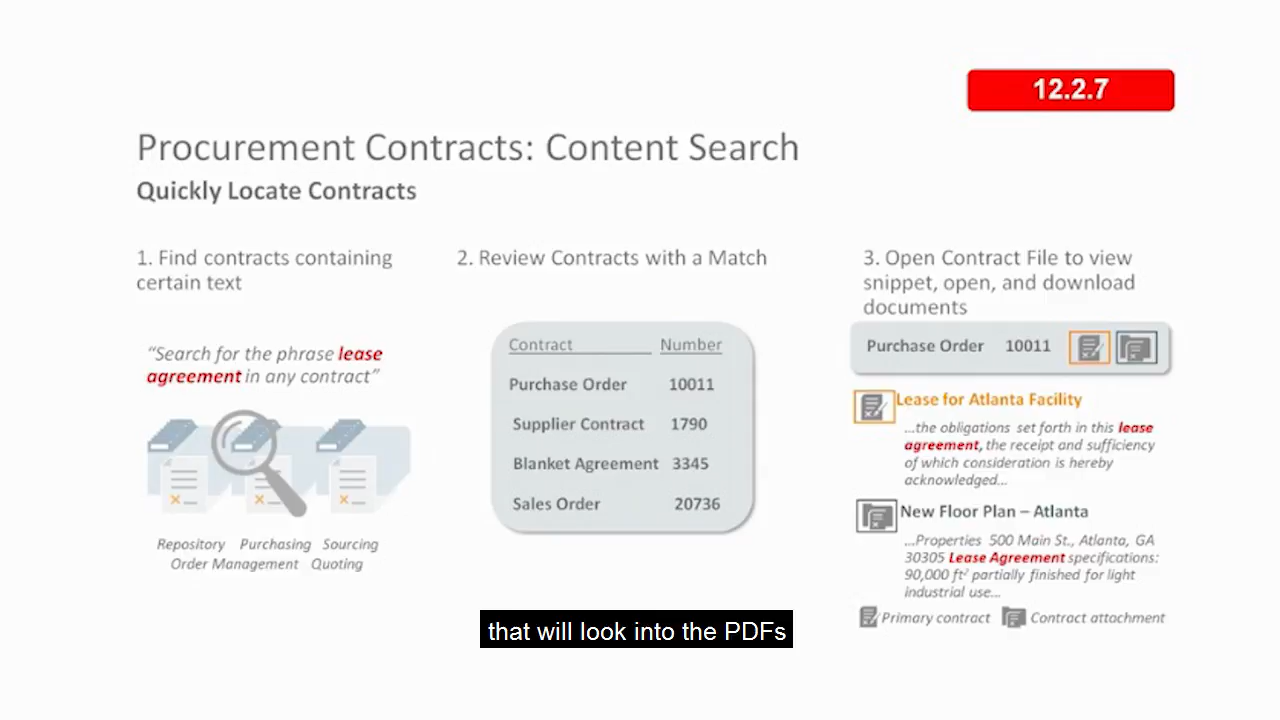 12.2.7
Procurement Contracts: Content Search
Quickly Locate Contracts
1. Find contracts containing
certain text
“Search for the phrase lease
agreement in any contract”
Repository Purchasing Sourcing
Order Management Quoting
2. Review Contracts with a Match
Contract Number
Purchase Order 10011
Supplier Contract 1790
Blanket Agreement 3345
Sales Order 20736
3. Open Contract File to view
snippet, open, and download
documents
Purchase Order 10011
Lease for Atlanta Facility
...the obligations set forth in this lease
agreement, the receipt and sufficiency
of which consideration is hereby
acknowledged...
New Floor Plan – Atlanta
...Properties 500 Main St., Atlanta, GA
30305 Lease Agreement specifications:
90,000 ft² partially finished for light
industrial use...
Primary contract Contract attachment
that will look into the PDFs